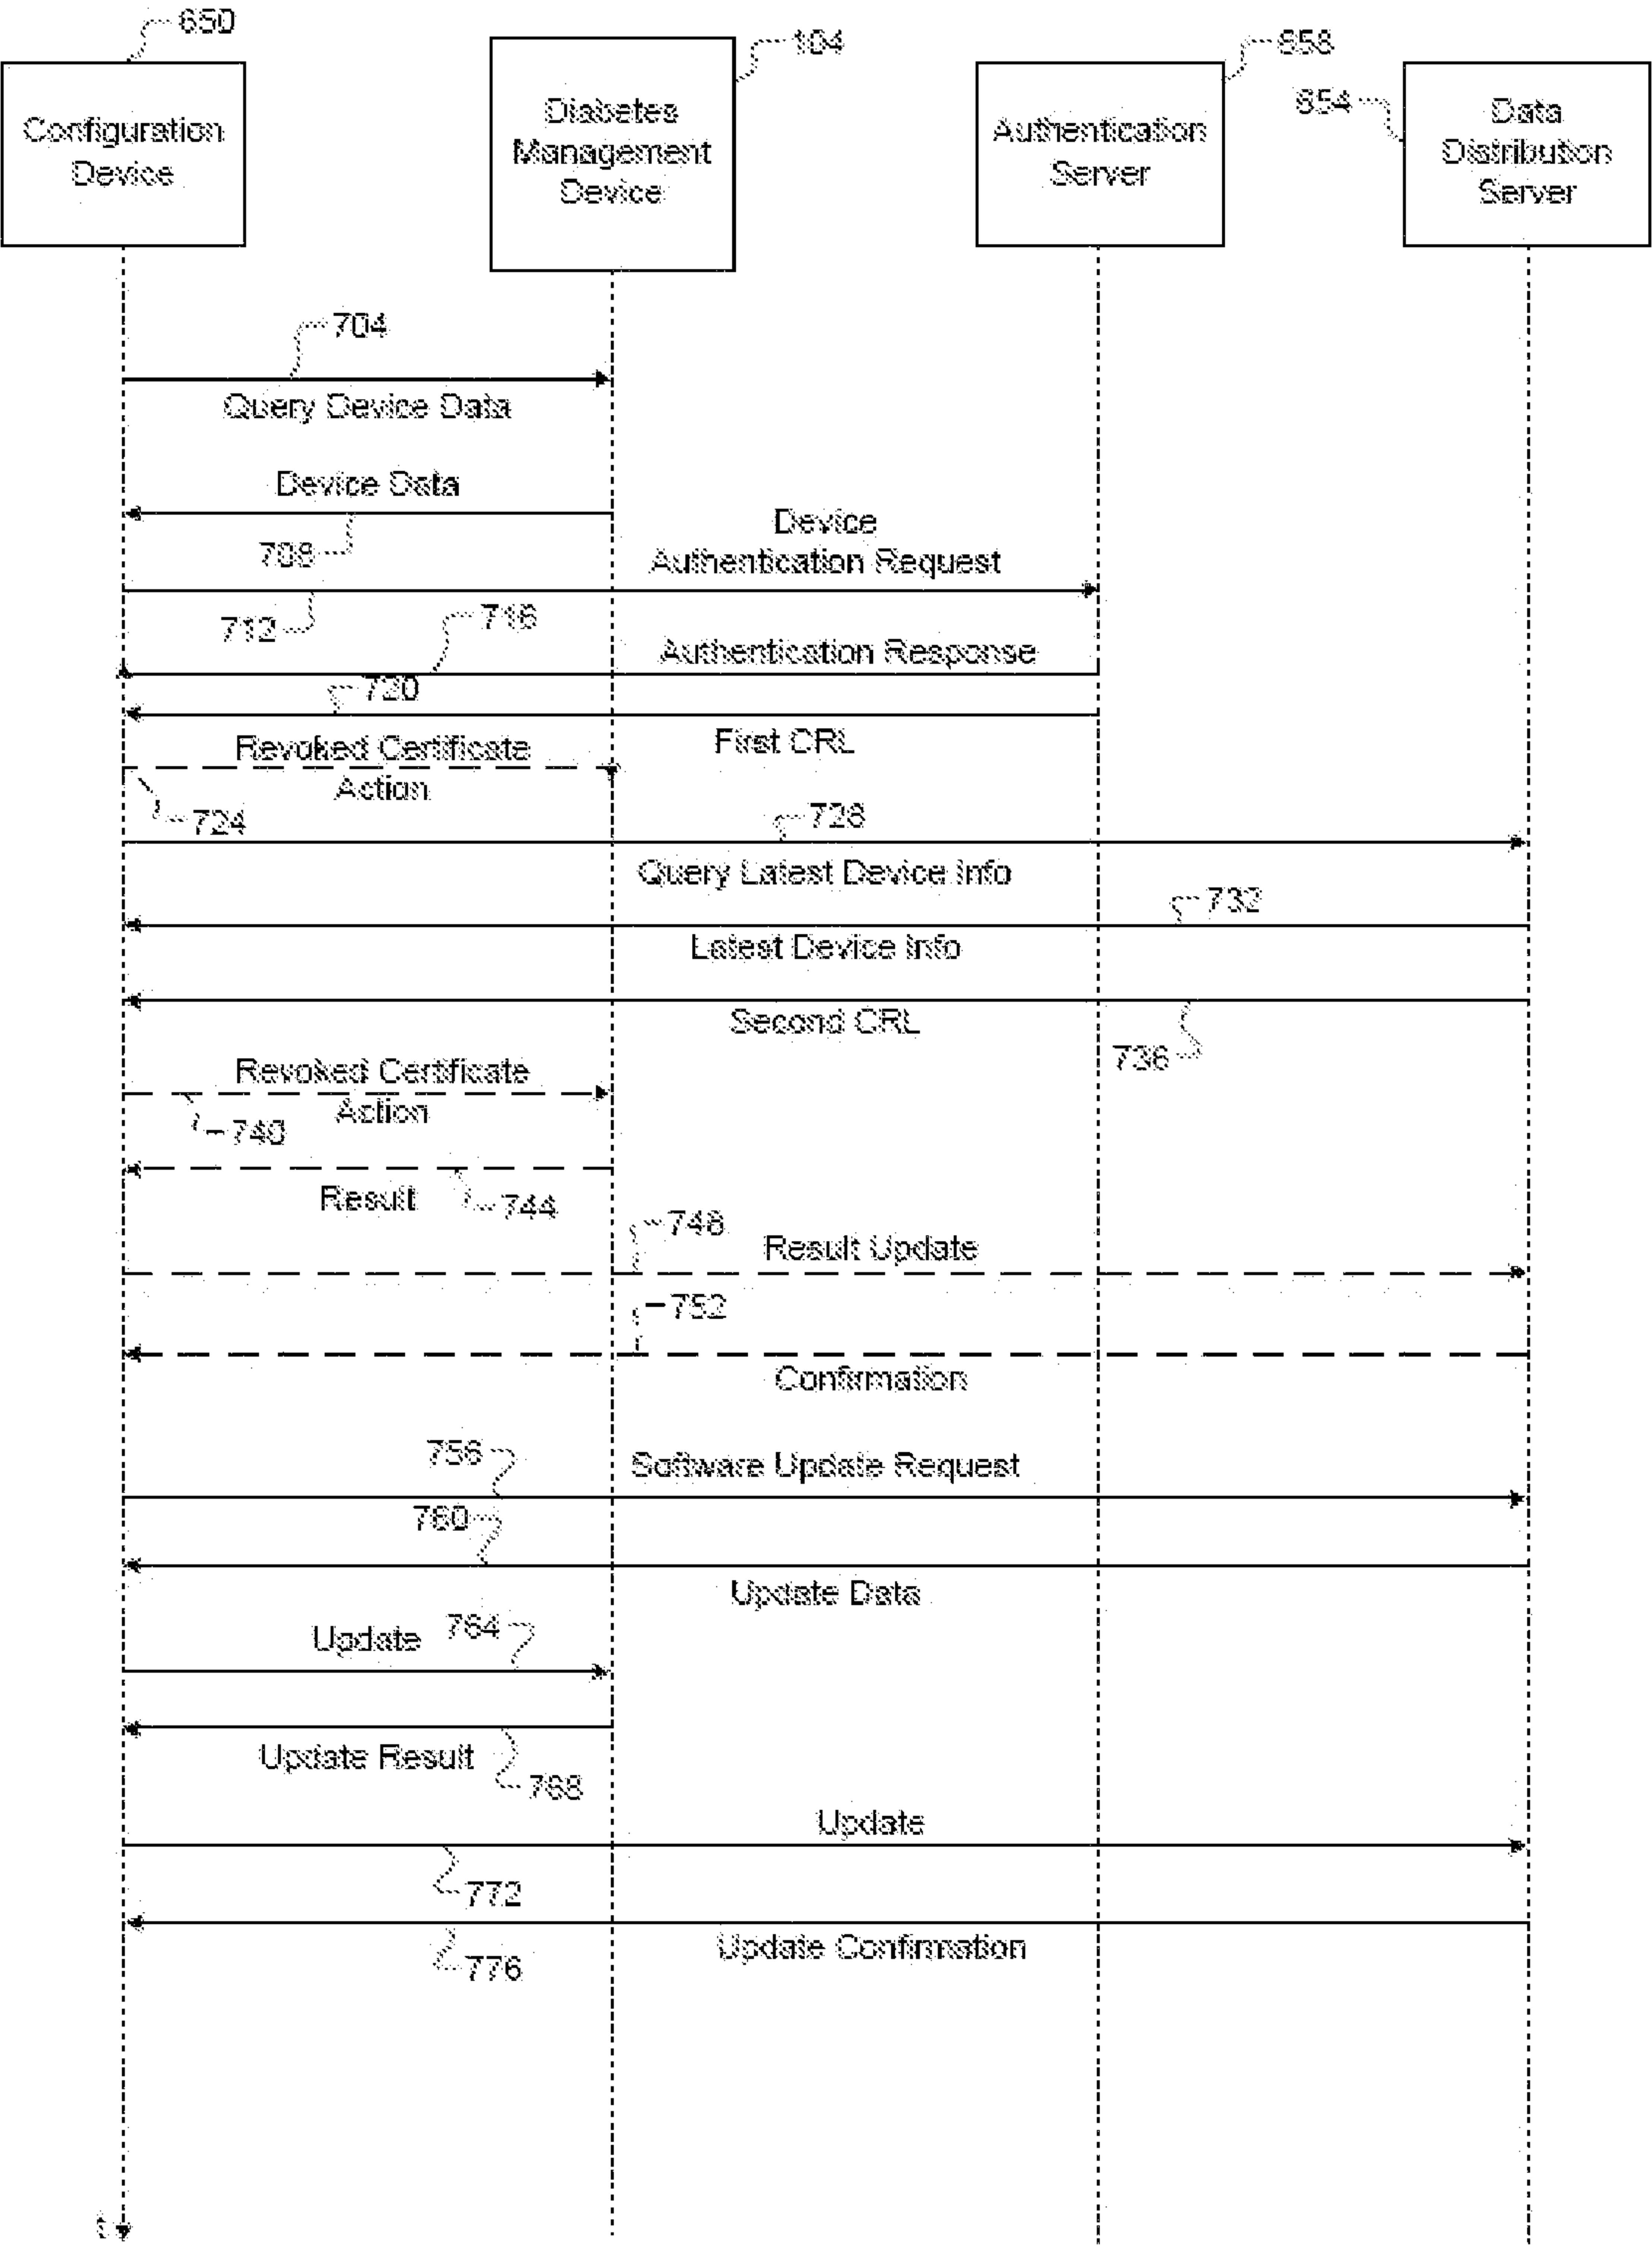 650
104
658
654
Configuration
Device
Diabetes
Management
Device
Authentication
Server
Data
Distribution
Server
704
Query Device Data
Device Data
708
Device
Authentication Request
712
716
Authentication Response
720
First CRL
Revoked Certificate
Action
724
728
Query Latest Device Info
732
Latest Device Info
Second CRL
736
Revoked Certificate
Action
740
Result
744
748
Result Update
752
Confirmation
756
Software Update Request
760
Update Data
764
Update
Update Result
768
Update
772
Update Confirmation
776
t